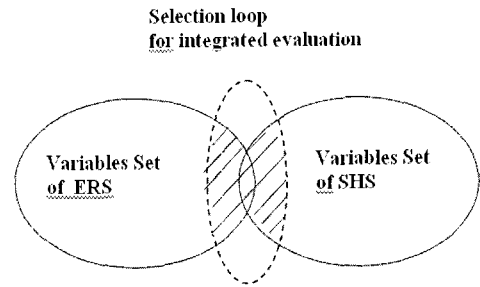 Selection loop
for integrated evaluation
Variables Set
of ERS
Variables Set
of SHS